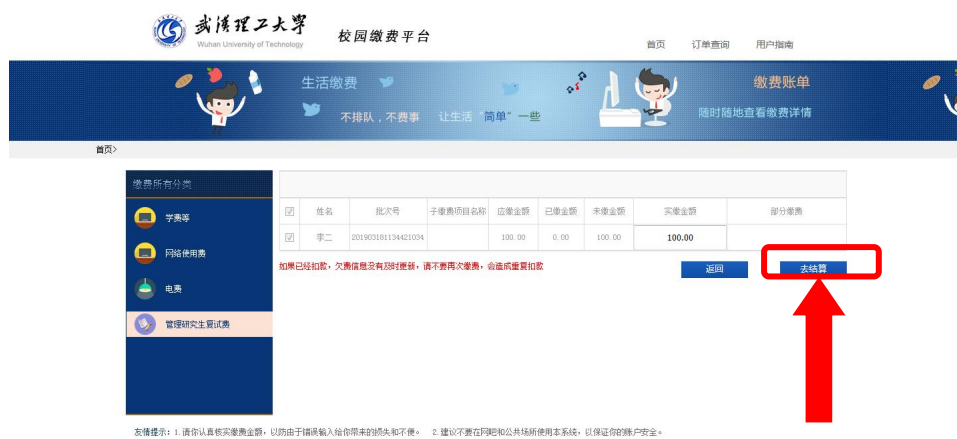 武漢理工大学
Wuhan University of Technology
校园缴费平台
首页 订单查询 用户指南
生活缴费
不排队，不费事 让生活“简单”一些
缴费账单
随时随地查看缴费详情
首页>
缴费所有分类
学费等
网络使用费
电费
管理研究生复试费
姓名 批次号 子缴费项目名称 应缴金额 已缴金额 未缴金额 实缴金额 部分缴费
李二 201903181134421034 100.00 0.00 100.00 100.00
如果已经扣款，欠费信息没有及时更新，请不要再次缴费，会造成重复扣款
返回 去结算
友情提示：1.请你认真核实缴费金额，以防由于错误输入给你带来的损失和不便。 2.建议不要在网吧和公共场所使用本系统，以保证你的账户安全。